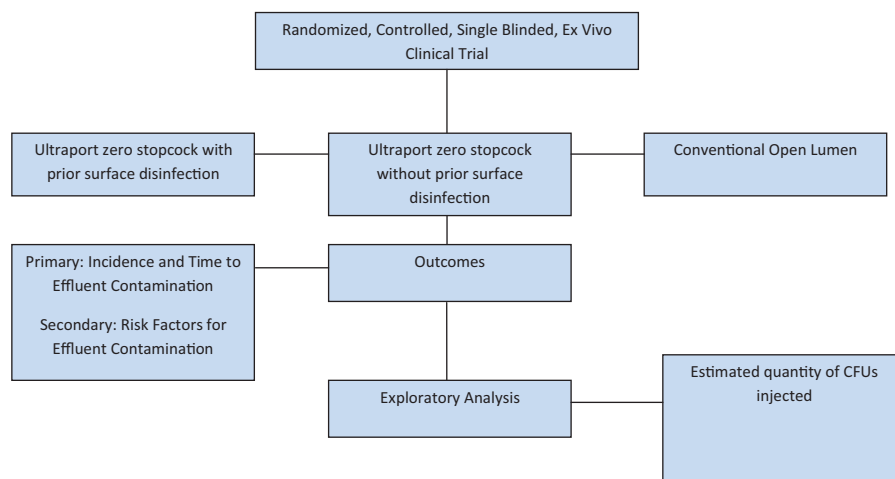 Randomized, Controlled, Single Blinded, Ex Vivo
Clinical Trial
Ultraport zero stopcock with
prior surface disinfection
Ultraport zero stopcock
without prior surface
disinfection
Conventional Open Lumen
Primary: Incidence and Time to
Effluent Contamination
Secondary: Risk Factors for
Effluent Contamination
Outcomes
Exploratory Analysis
Estimated quantity of CFUs
injected